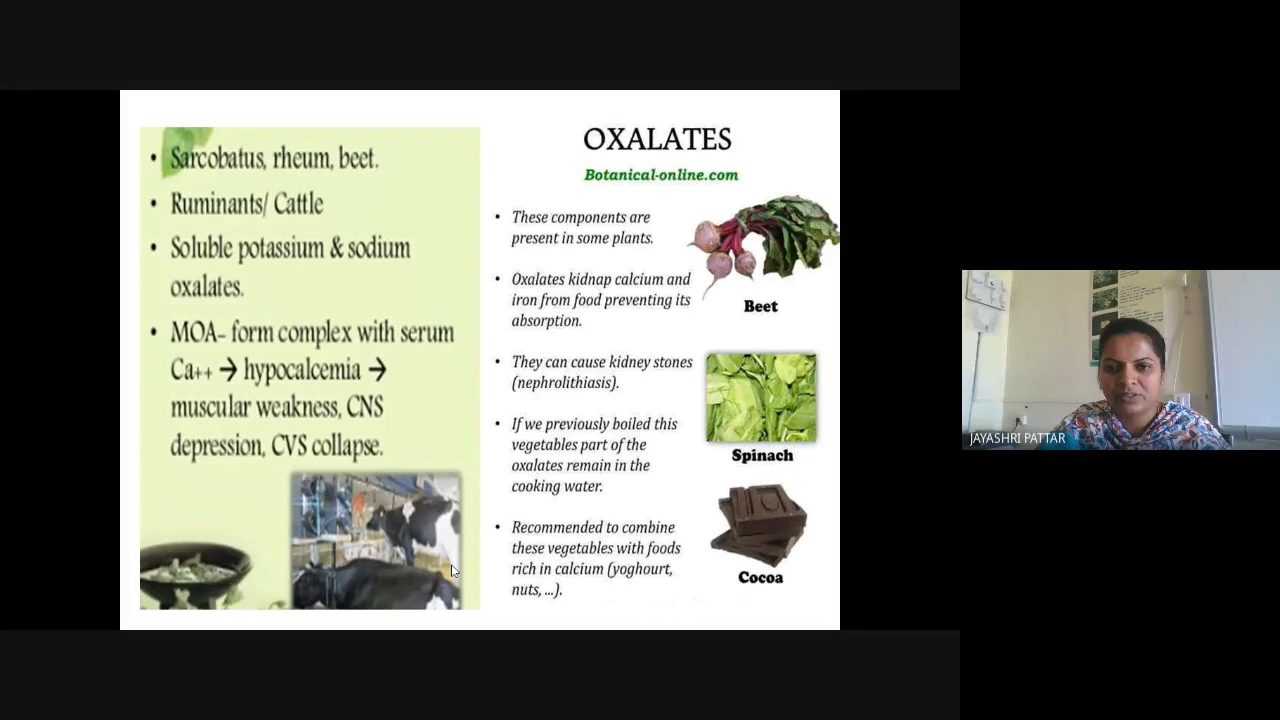 • Sarcobatus, rheum, beet.
• Ruminants/ Cattle
• Soluble potassium & sodium
oxalates.
• MOA- form complex with serum
Ca++ → hypocalcemia →
muscular weakness, CNS
depression, CVS collapse.
OXALATES
Botanical-online.com
• These components are
present in some plants.
• Oxalates kidnap calcium and
iron from food preventing its
absorption.
• They can cause kidney stones
(nephrolithiasis).
• If we previously boiled this
vegetables part of the
oxalates remain in the
cooking water.
• Recommended to combine
these vegetables with foods
rich in calcium (yoghourt,
nuts, ...).
Beet
Spinach
Cocoa
JAYASHRI PATTAR